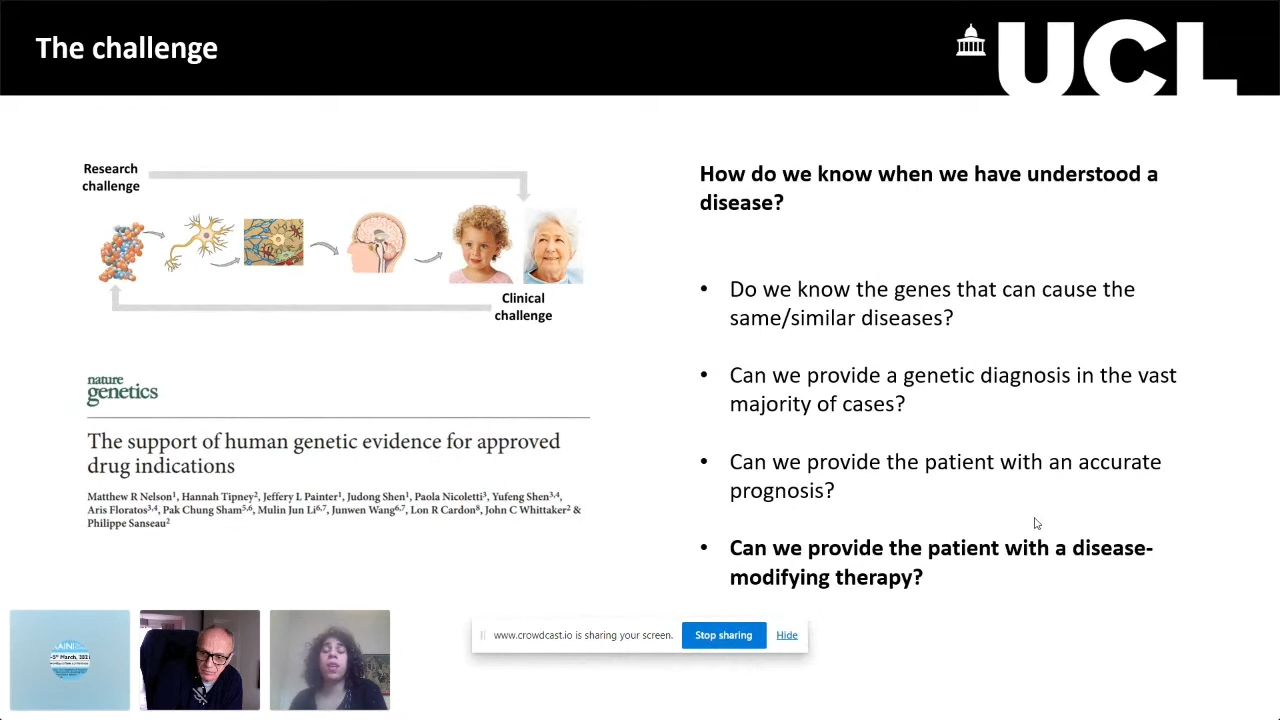 The challenge
UCL
Research
challenge
Clinical
challenge
nature
genetics
The support of human genetic evidence for approved
drug indications
Matthew R Nelson1, Hannah Tipney2, Jeffery L Painter1, Judong Shen1, Paola Nicoletti3, Yufeng Shen3,4,
Aris Floratos3,4, Pak Chung Sham5,6, Mulin Jun Li6,7, Junwen Wang6,7, Lon R Cardon8, John C Whittaker2 &
Philippe Sanseau2
How do we know when we have understood a
disease?
• Do we know the genes that can cause the
same/similar diseases?
• Can we provide a genetic diagnosis in the vast
majority of cases?
• Can we provide the patient with an accurate
prognosis?
• Can we provide the patient with a disease-
modifying therapy?
March, 202
www.crowdcast.io is sharing your screen.
Stop sharing
Hide